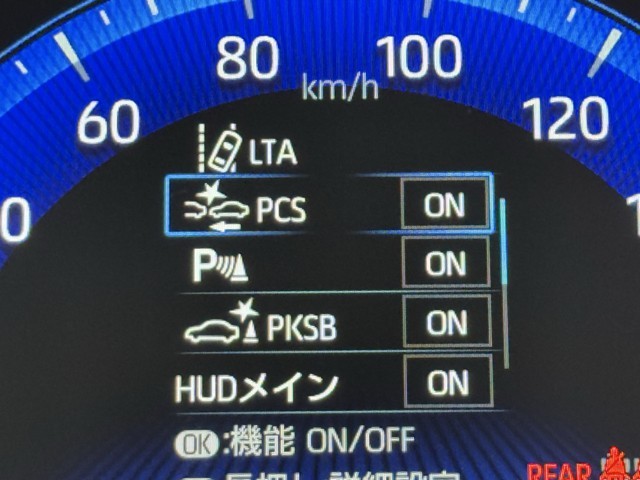 80 100
km/h
60 120
LTA
PCS ON
P ON
PKSB ON
HUDメイン ON
OK:機能 ON/OFF
REAR